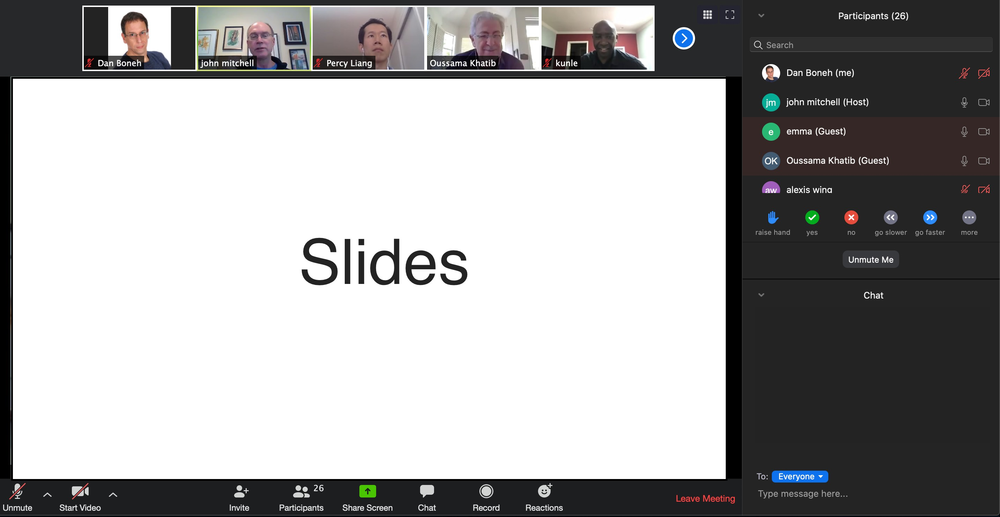 Dan Boneh
john mitchell
Percy Liang
Oussama Khatib
kunle
Slides
Participants (26)
Search
Dan Boneh (me)
jm john mitchell (Host)
e emma (Guest)
OK Oussama Khatib (Guest)
aw alexis wing
raise hand yes no go slower go faster more
Unmute Me
Chat
To: Everyone
Type message here...
26
Unmute Start Video Invite Participants Share Screen Chat Record Reactions
Leave Meeting